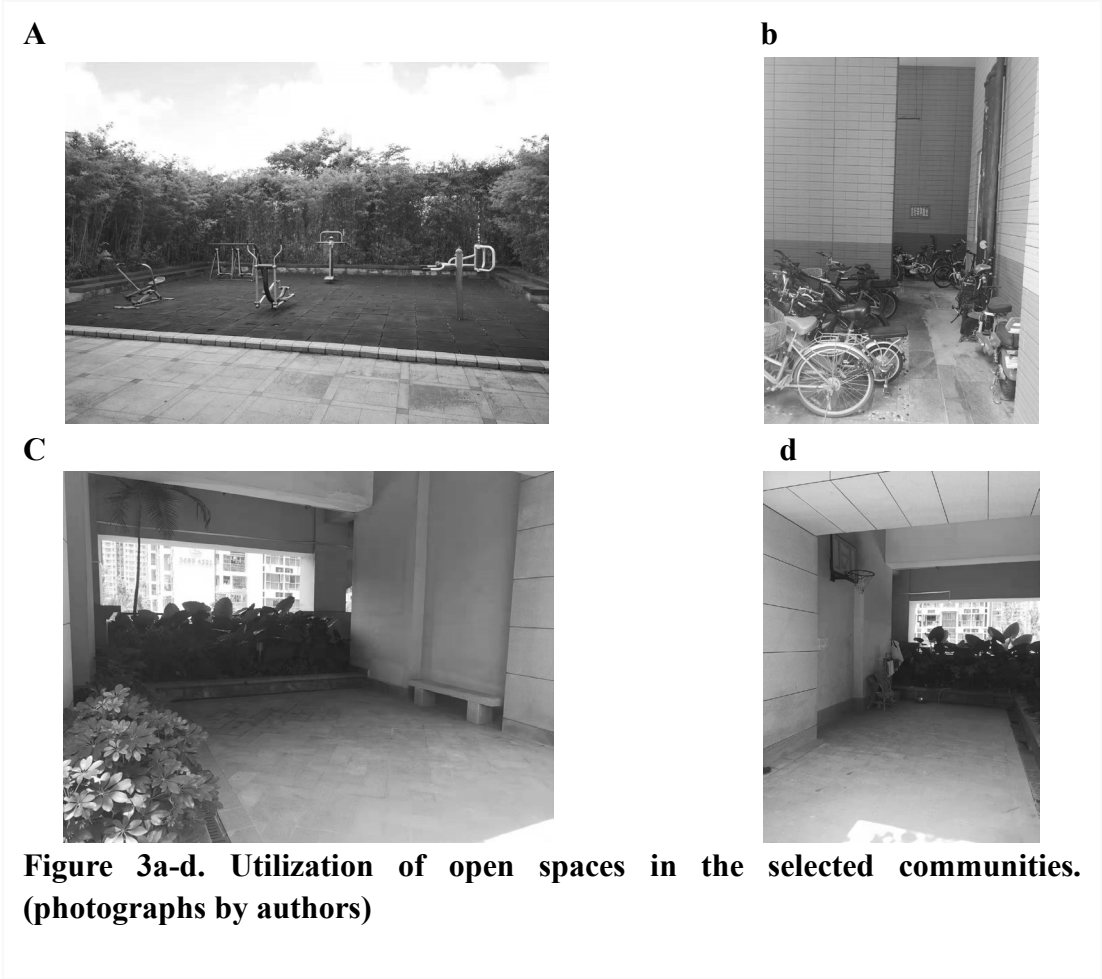 A
b
C
d
Figure 3a-d. Utilization of open spaces in the selected communities.
(photographs by authors)